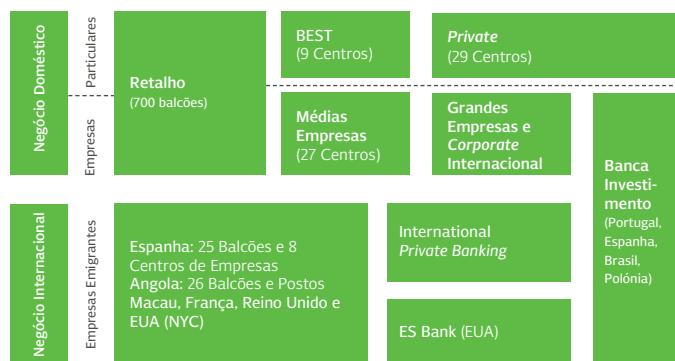 Negócio Doméstico
Particulares
Empresas
Retalho
(700 balcões)
BEST
(9 Centros)
Private
(29 Centros)
Médias
Empresas
(27 Centros)
Grandes
Empresas e
Corporate
Internacional
Banca
Investi-
mento
(Portugal,
Espanha,
Brasil,
Polónia)
Negócio Internacional
Empresas Emigrantes
Espanha: 25 Balcões e 8
Centros de Empresas
Angola: 26 Balcões e Postos
Macau, França, Reino Unido e
EUA (NYC)
International
Private Banking
ES Bank (EUA)